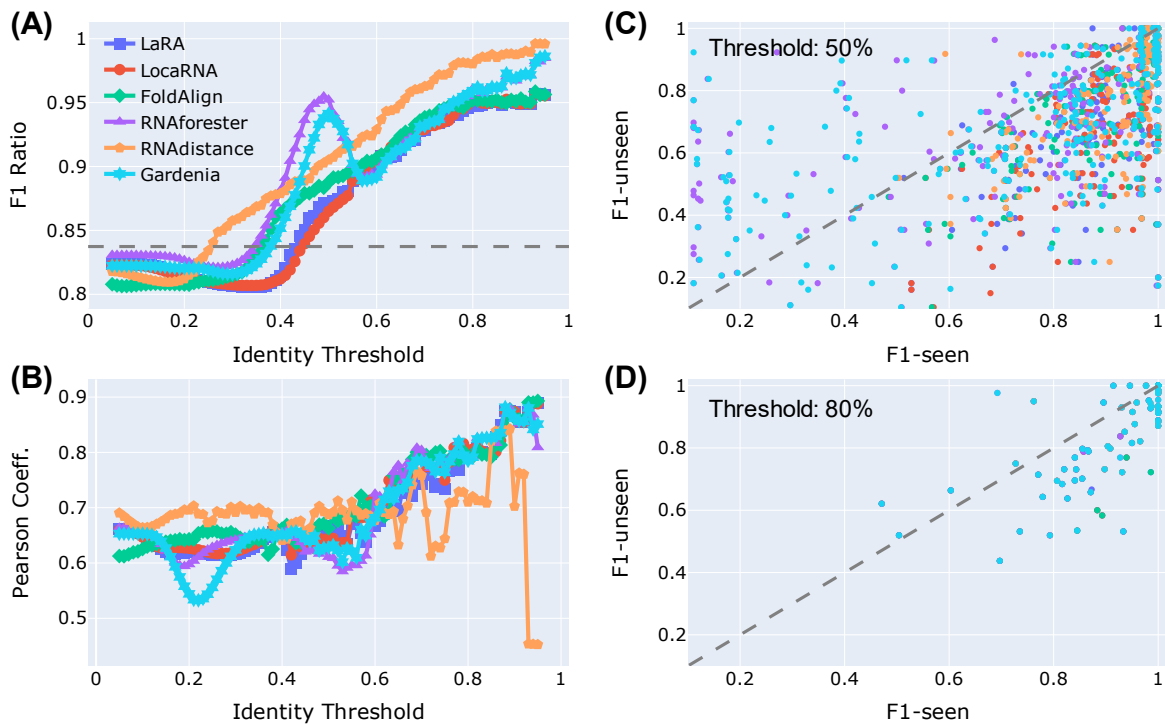 (A)
LaRA
LocaRNA
FoldAlign
RNAforester
RNAdistance
Gardenia
F1 Ratio
1
0.95
0.9
0.85
0.8
0 0.2 0.4 0.6 0.8 1
Identity Threshold
(B)
Pearson Coeff.
0.9
0.8
0.7
0.6
0.5
0 0.2 0.4 0.6 0.8 1
Identity Threshold
(C)
Threshold: 50%
F1-unseen
1
0.8
0.6
0.4
0.2
0.2 0.4 0.6 0.8 1
F1-seen
(D)
Threshold: 80%
F1-unseen
1
0.8
0.6
0.4
0.2
0.2 0.4 0.6 0.8 1
F1-seen